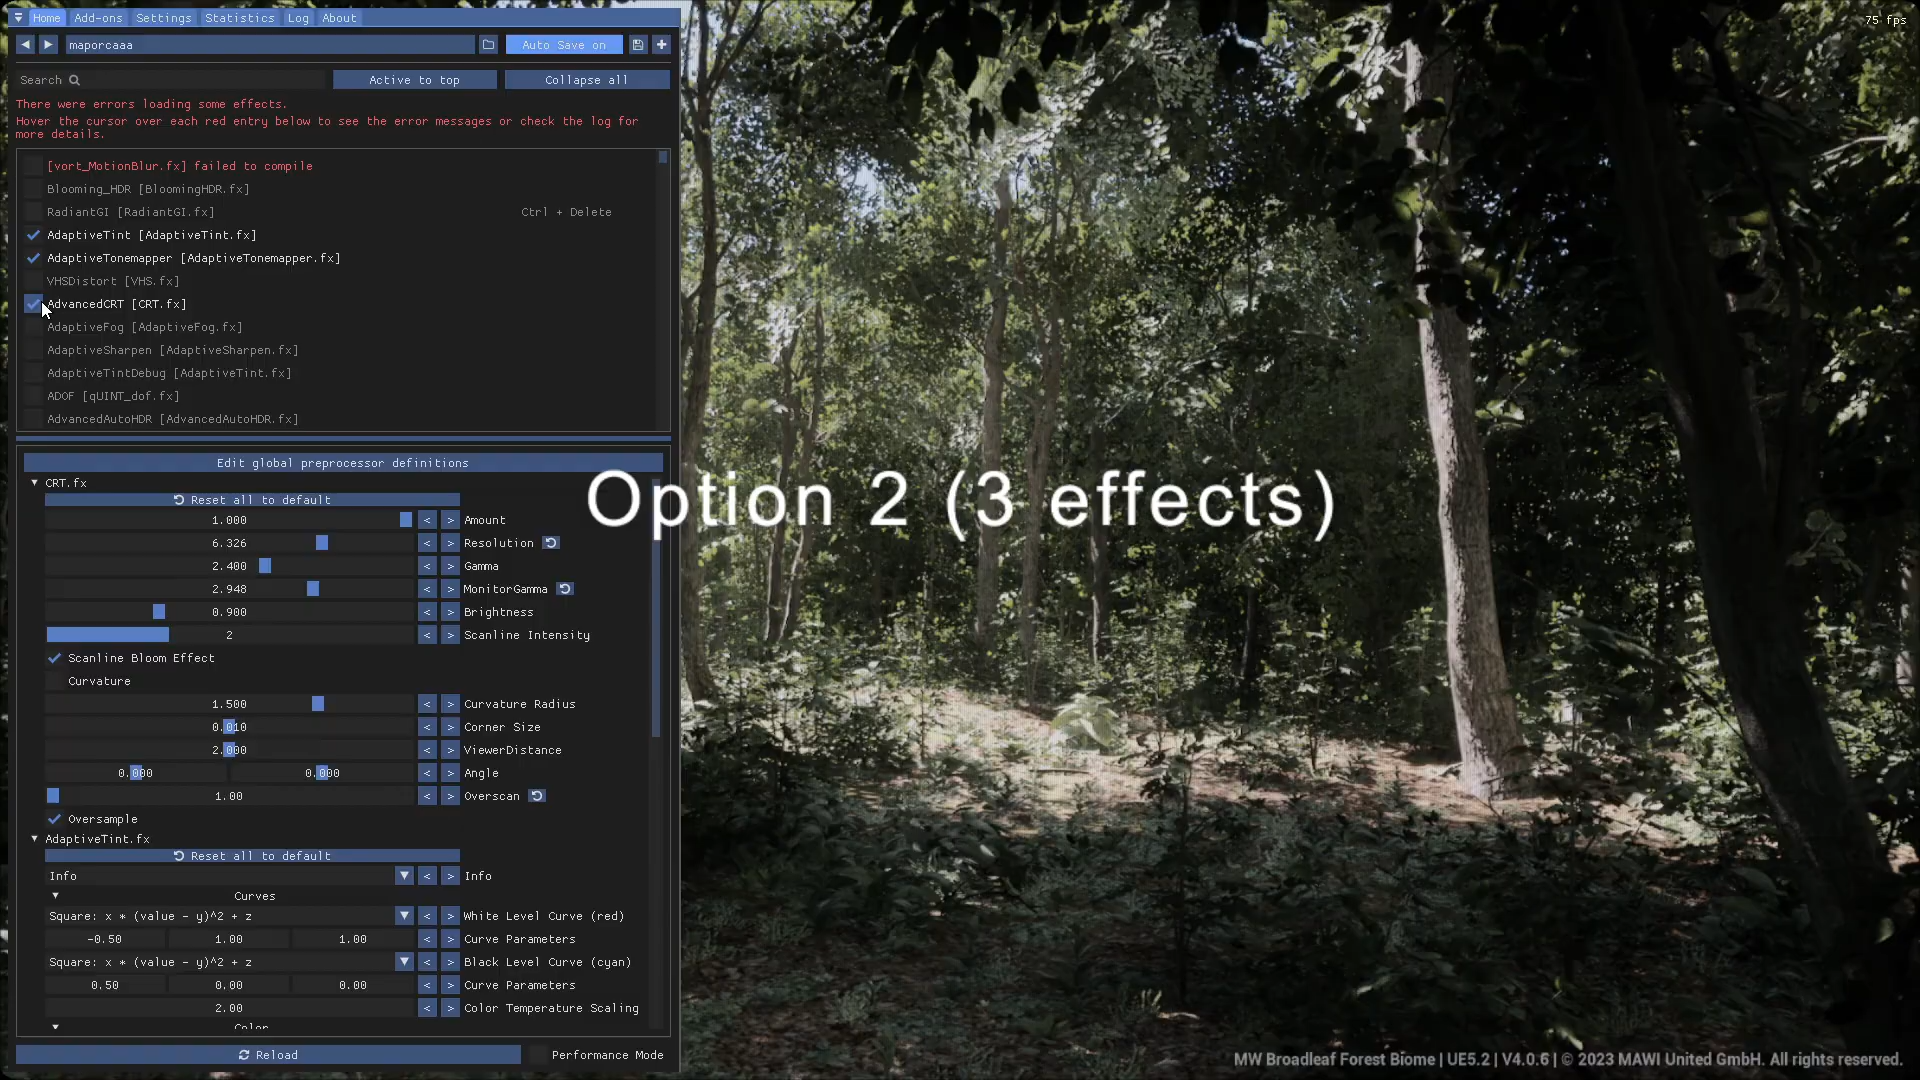 Home Add-ons Settings Statistics Log About
75 fps
maporcaaa Auto Save on
Search Active to top Collapse all
There were errors loading some effects.
Hover the cursor over each red entry below to see the error messages or check the log for
more details.
[vort_MotionBlur.fx] failed to compile
Blooming_HDR [BloomingHDR.fx]
RadiantGI [RadiantGI.fx] Ctrl + Delete
AdaptiveTint [AdaptiveTint.fx]
AdaptiveTonemapper [AdaptiveTonemapper.fx]
VHSDistort [VHS.fx]
AdvancedCRT [CRT.fx]
AdaptiveFog [AdaptiveFog.fx]
AdaptiveSharpen [AdaptiveSharpen.fx]
AdaptiveTintDebug [AdaptiveTint.fx]
ADOF [qUINT_dof.fx]
AdvancedAutoHDR [AdvancedAutoHDR.fx]
Edit global preprocessor definitions
CRT.fx
Option 2 (3 effects)
Reset all to default
1.000 < > Amount
6.326 < > Resolution
2.400 < > Gamma
2.948 < > MonitorGamma
0.900 < > Brightness
2 < > Scanline Intensity
Scanline Bloom Effect
Curvature
1.500 < > Curvature Radius
0.010 < > Corner Size
2.000 < > ViewerDistance
0.000 0.000 < > Angle
1.00 < > Overscan
Oversample
AdaptiveTint.fx
Reset all to default
Info < > Info
Curves
Square: x * (value - y)^2 + z < > White Level Curve (red)
-0.50 1.00 1.00 < > Curve Parameters
Square: x * (value - y)^2 + z < > Black Level Curve (cyan)
0.50 0.00 0.00 < > Curve Parameters
2.00 < > Color Temperature Scaling
Color
Reload Performance Mode
MW Broadleaf Forest Biome | UE5.2 | V4.0.6 | © 2023 MAWI United GmbH. All rights reserved.